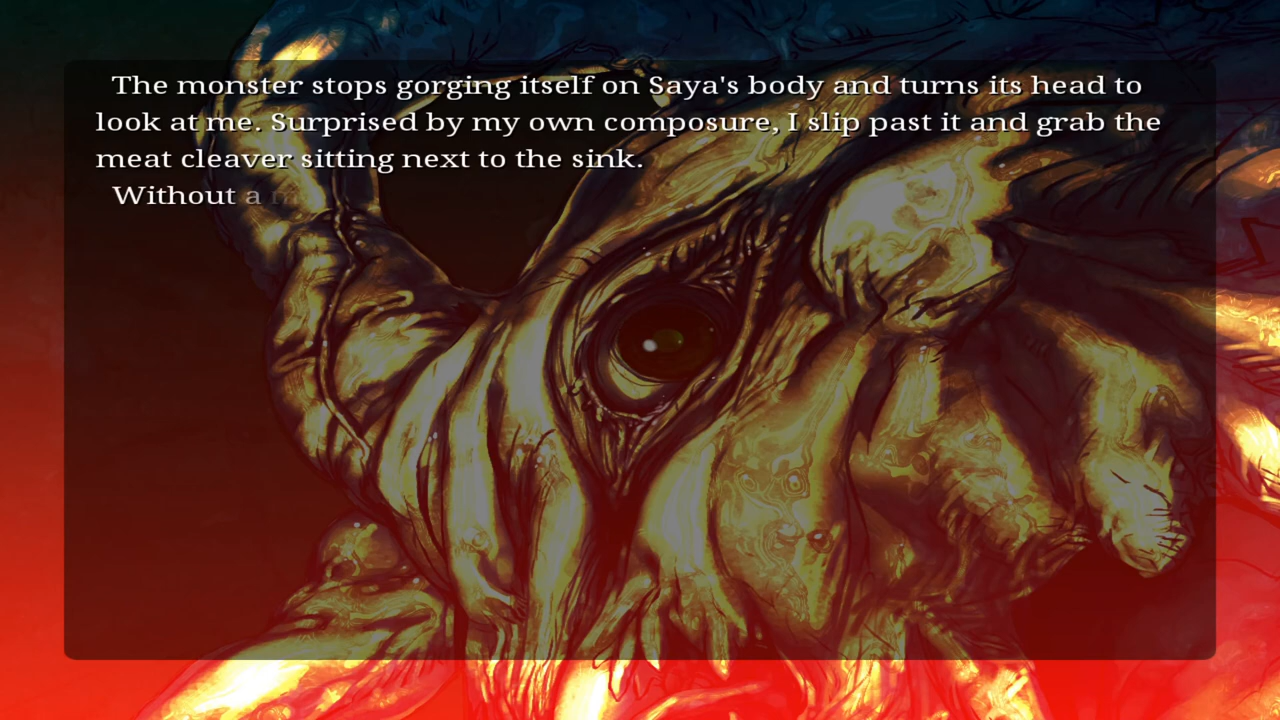 The monster stops gorging itself on Saya's body and turns its head to
look at me. Surprised by my own composure, I slip past it and grab the
meat cleaver sitting next to the sink.
Without a